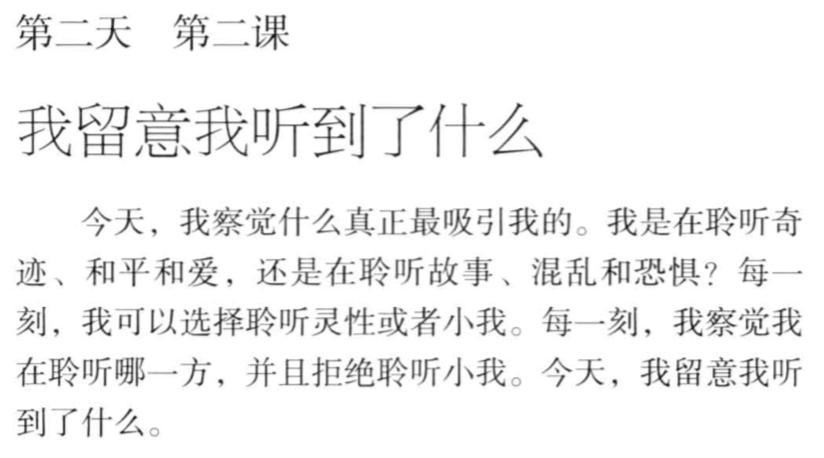 第二天 第二课
我留意我听到了什么
今天，我察觉什么真正最吸引我的。我是在聆听奇
迹、和平和爱，还是在聆听故事、混乱和恐惧？每一
刻，我可以选择聆听灵性或者小我。每一刻，我察觉我
在聆听哪一方，并且拒绝聆听小我。今天，我留意我听
到了什么。